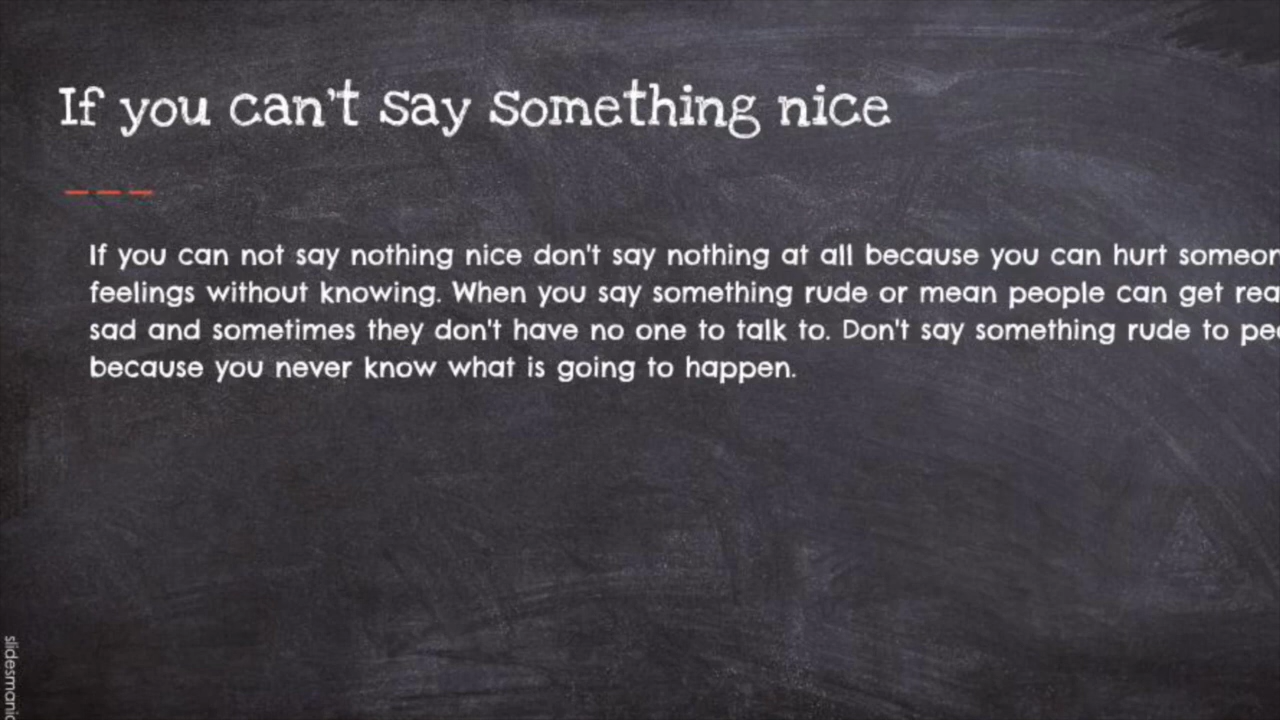 If you can't say something nice
If you can not say nothing nice don't say nothing at all because you can hurt
feelings without knowing. When you say something rude or mean people can get
sad and sometimes they don't have no one to talk to. Don't say something rude to
because you never know what is going to happen.